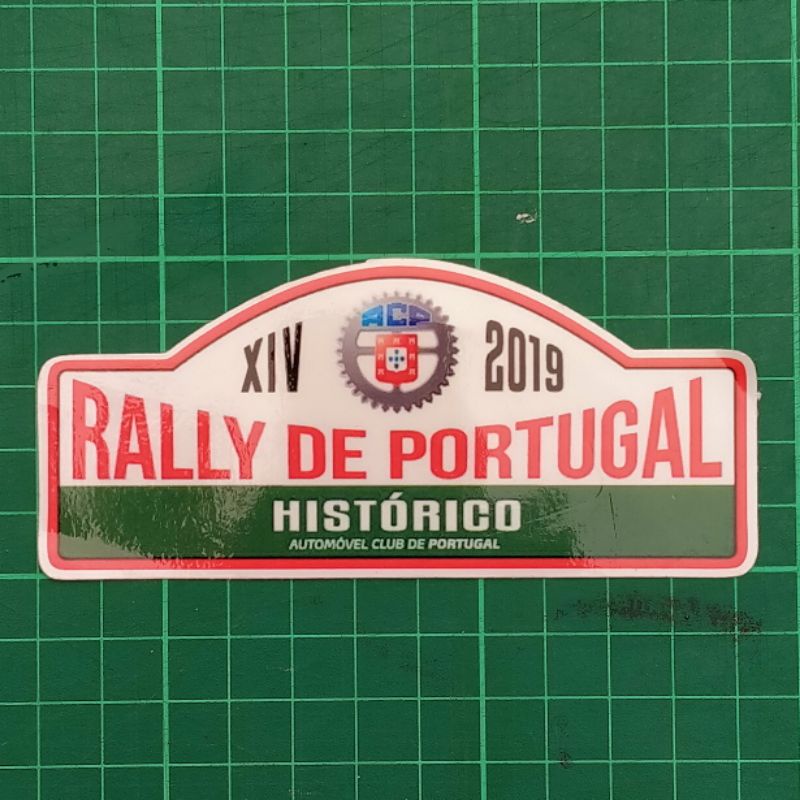 ACP
XIV 2019
RALLY DE PORTUGAL
HISTÓRICO
AUTOMÓVEL CLUB DE PORTUGAL